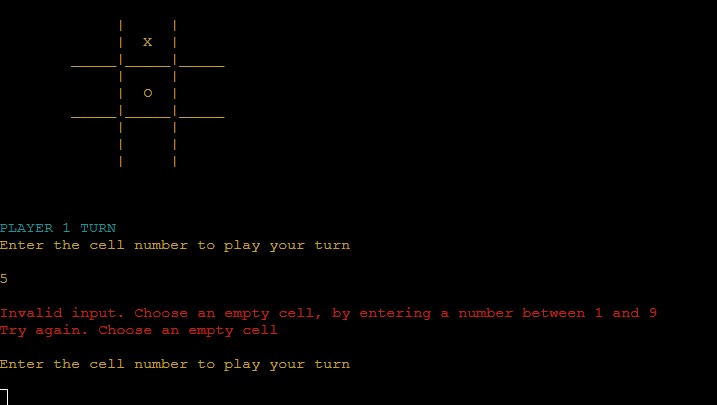 X
O
PLAYER 1 TURN
Enter the cell number to play your turn
5
Invalid input. Choose an empty cell, by entering a number between 1 and 9
Try again. Choose an empty cell
Enter the cell number to play your turn